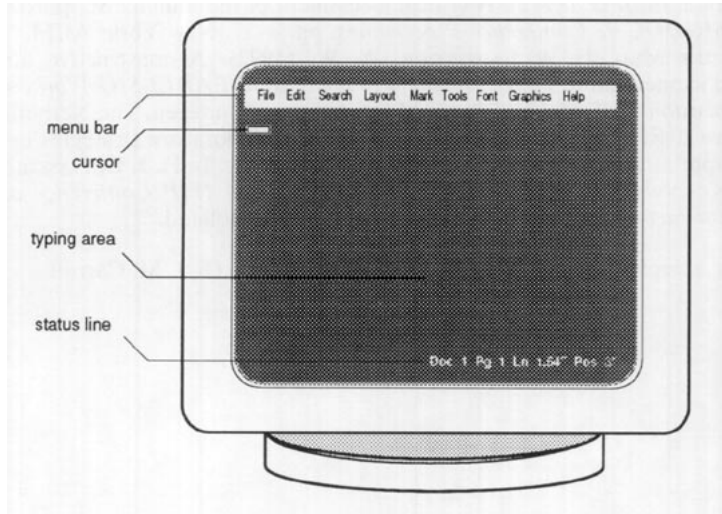 File Edit Search Layout Mark Tools Font Graphics Help
menu bar
cursor
typing area
status line
Doc 1 Pg 1 Ln 1.64" Pos 3"